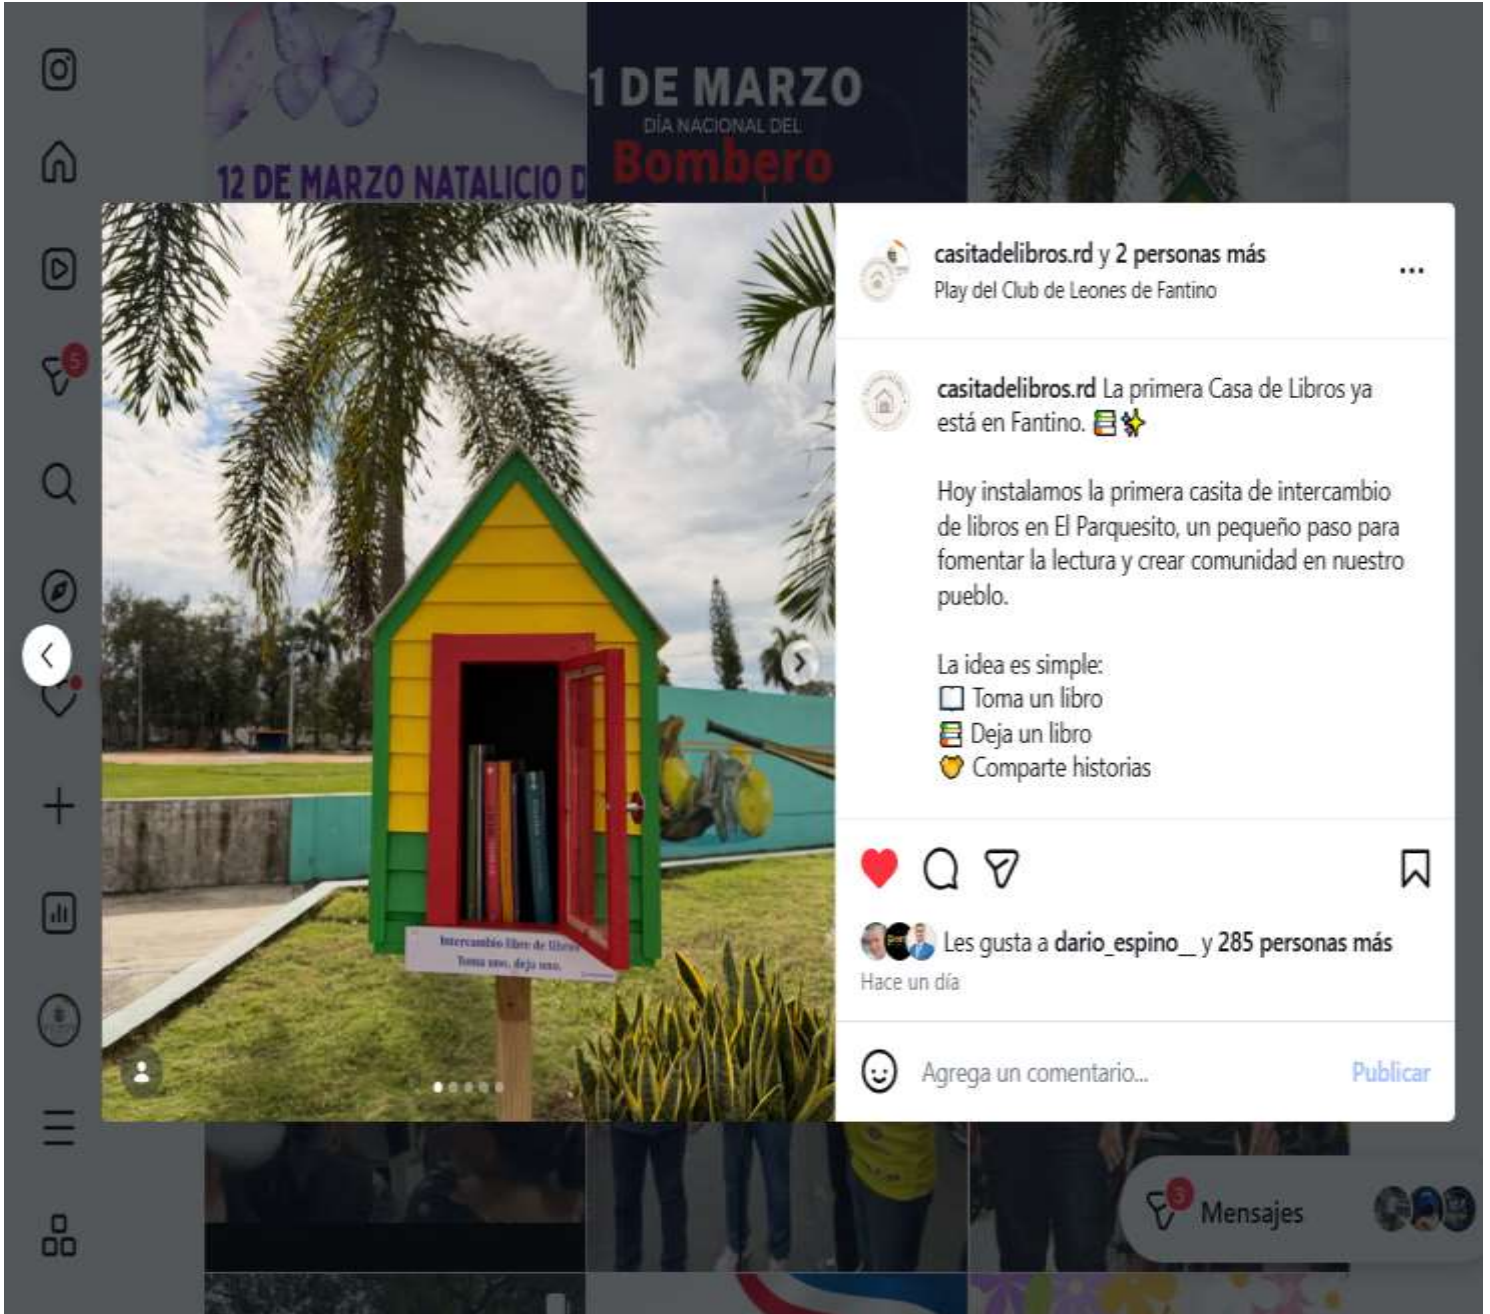 1 DE MARZO
DÍA NACIONAL DEL
Bombero
12 DE MARZO NATALICIO D
casitadelibros.rd y 2 personas más
Play del Club de Leones de Fantino
casitadelibros.rd La primera Casa de Libros ya
está en Fantino.
Hoy instalamos la primera casita de intercambio
de libros en El Parquesito, un pequeño paso para
fomentar la lectura y crear comunidad en nuestro
pueblo.
La idea es simple:
Toma un libro
Deja un libro
Comparte historias
Intercambio libre de libros
Toma uno, deja uno.
Les gusta a dario_espino__ y 285 personas más
Hace un día
Agrega un comentario...
Publicar
5
3
Mensajes